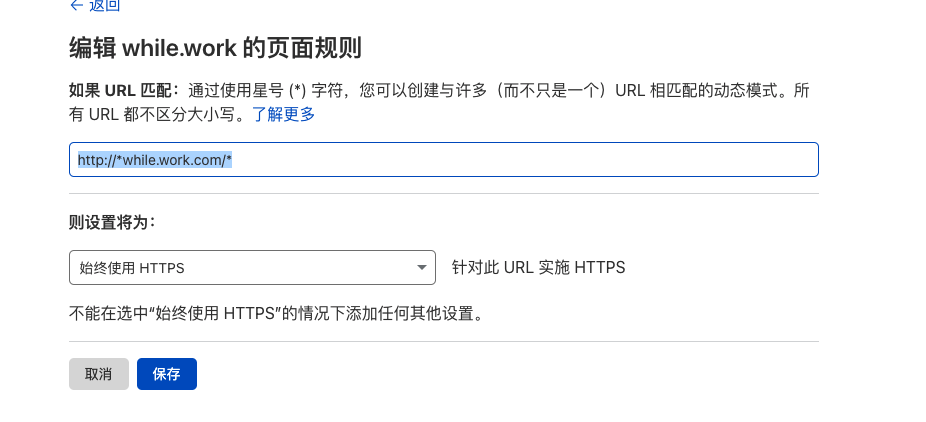 ← 返回
编辑 while.work 的页面规则
如果 URL 匹配：通过使用星号 (*) 字符，您可以创建与许多（而不只是一个）URL 相匹配的动态模式。所
有 URL 都不区分大小写。了解更多
http://*while.work.com/*
则设置将为：
始终使用 HTTPS 针对此 URL 实施 HTTPS
不能在选中“始终使用 HTTPS”的情况下添加任何其他设置。
取消 保存